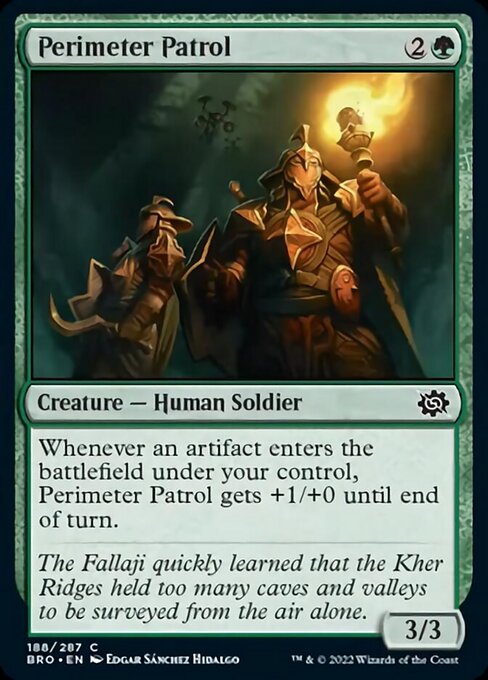 Perimeter Patrol 2
Creature — Human Soldier
Whenever an artifact enters the
battlefield under your control,
Perimeter Patrol gets +1/+0 until end
of turn.
The Fallaji quickly learned that the Kher
Ridges held too many caves and valleys
to be surveyed from the air alone.
3/3
188/287 C
BRO • EN Edgar Sánchez Hidalgo ™ & © 2022 Wizards of the Coast